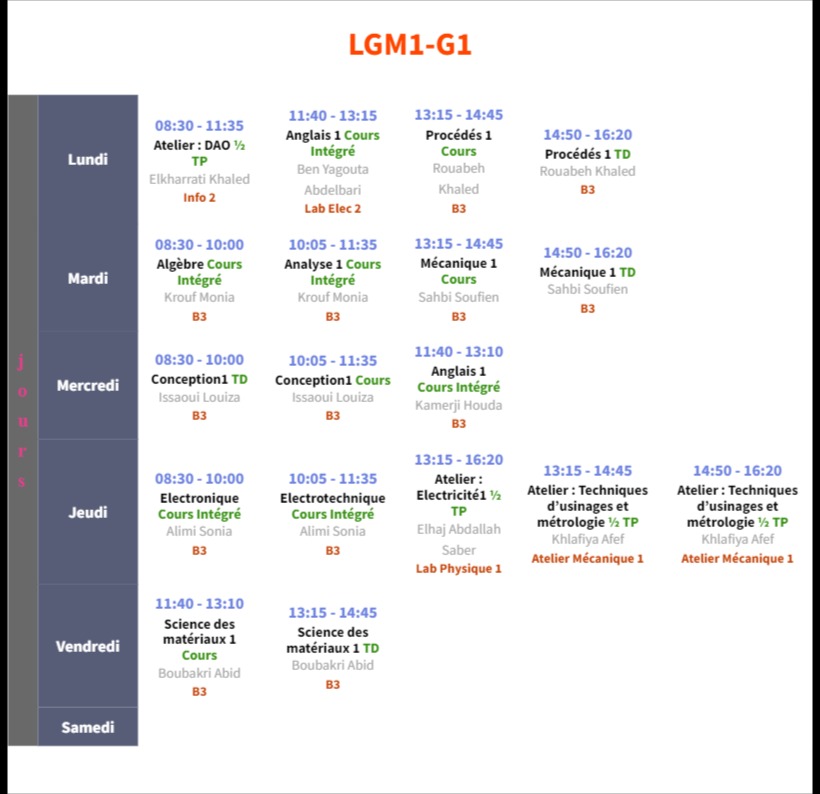 LGM1-G1
jours
Lundi
08:30 - 11:35
Atelier : DAO ½
TP
Elkharrati Khaled
Info 2
11:40 - 13:15
Anglais 1 Cours
Intégré
Ben Yagouta
Abdelbari
Lab Elec 2
13:15 - 14:45
Procédés 1
Cours
Rouabeh
Khaled
B3
14:50 - 16:20
Procédés 1 TD
Rouabeh Khaled
B3
Mardi
08:30 - 10:00
Algèbre Cours
Intégré
Krouf Monia
B3
10:05 - 11:35
Analyse 1 Cours
Intégré
Krouf Monia
B3
13:15 - 14:45
Mécanique 1
Cours
Sahbi Soufien
B3
14:50 - 16:20
Mécanique 1 TD
Sahbi Soufien
B3
Mercredi
08:30 - 10:00
Conception1 TD
Issaoui Louiza
B3
10:05 - 11:35
Conception1 Cours
Issaoui Louiza
B3
11:40 - 13:10
Anglais 1
Cours Intégré
Kamerji Houda
B3
Jeudi
08:30 - 10:00
Electronique
Cours Intégré
Alimi Sonia
B3
10:05 - 11:35
Electrotechnique
Cours Intégré
Alimi Sonia
B3
13:15 - 16:20
Atelier :
Electricité1 ½
TP
Elhaj Abdallah
Saber
Lab Physique 1
13:15 - 14:45
Atelier : Techniques
d'usinages et
métrologie ½ TP
Khlafiya Afef
Atelier Mécanique 1
14:50 - 16:20
Atelier : Techniques
d'usinages et
métrologie ½ TP
Khlafiya Afef
Atelier Mécanique 1
Vendredi
11:40 - 13:10
Science des
matériaux 1
Cours
Boubakri Abid
B3
13:15 - 14:45
Science des
matériaux 1 TD
Boubakri Abid
B3
Samedi